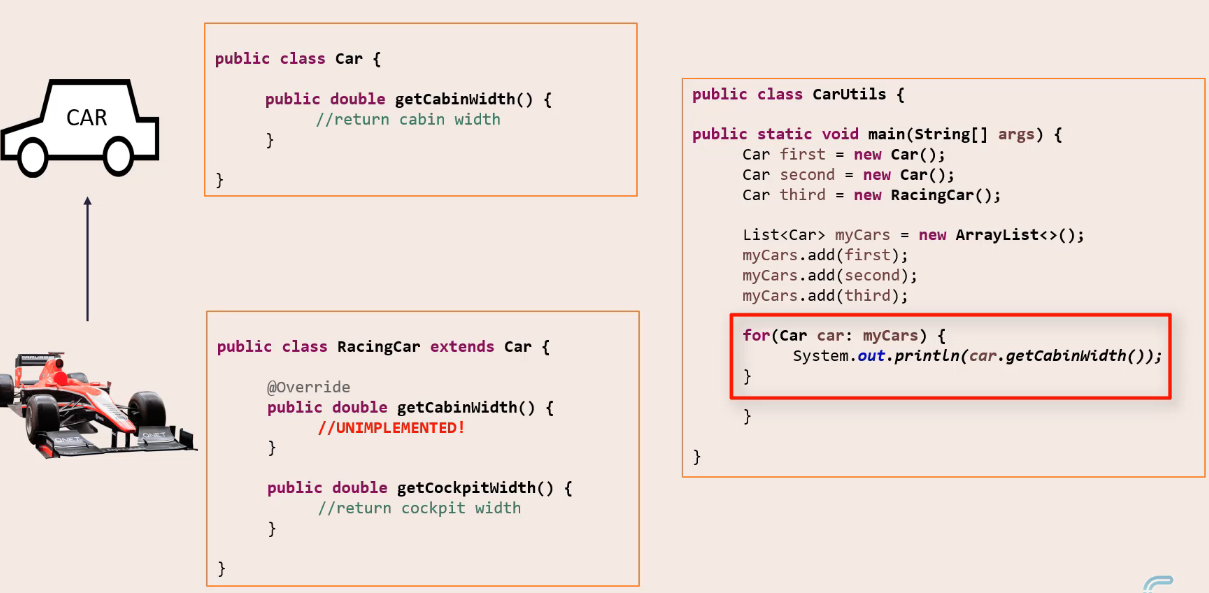 CAR
public class Car {
public double getCabinWidth() {
//return cabin width
}
}
public class RacingCar extends Car {
@Override
public double getCabinWidth() {
//UNIMPLEMENTED!
}
public double getCockpitWidth() {
//return cockpit width
}
}
public class CarUtils {
public static void main(String[] args) {
Car first = new Car();
Car second = new Car();
Car third = new RacingCar();
List<Car> myCars = new ArrayList<>();
myCars.add(first);
myCars.add(second);
myCars.add(third);
for(Car car: myCars) {
System.out.println(car.getCabinWidth());
}
}
}